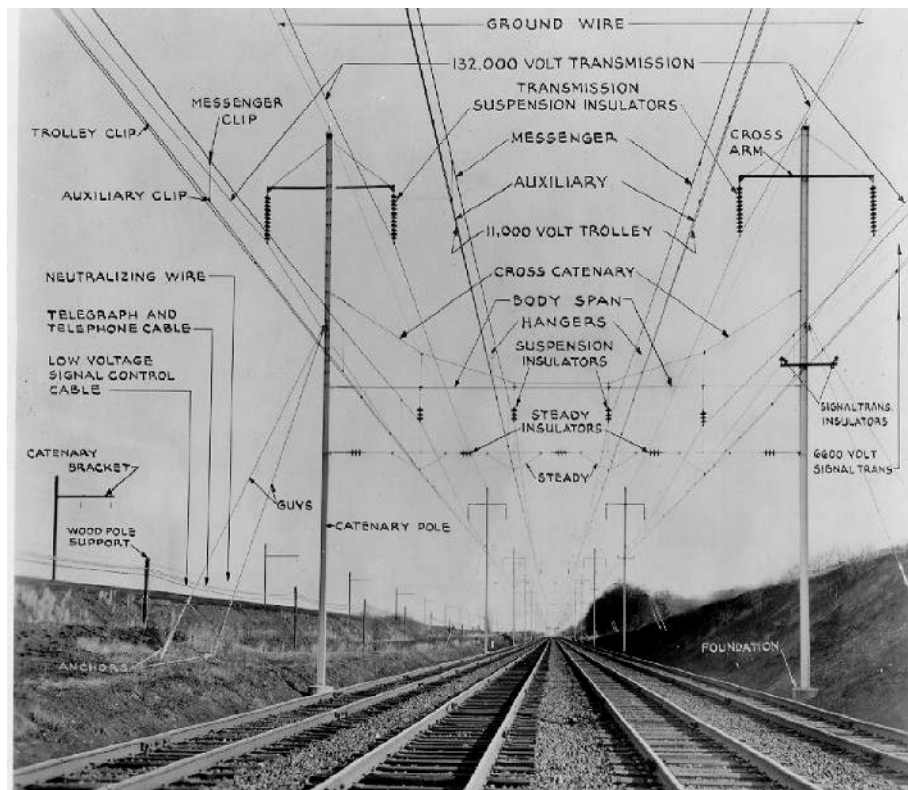 GROUND WIRE
132,000 VOLT TRANSMISSION
TRANSMISSION
SUSPENSION INSULATORS
MESSENGER
CLIP
TROLLEY CLIP
MESSENGER
CROSS
ARM
AUXILIARY CLIP
AUXILIARY
11,000 VOLT TROLLEY
NEUTRALIZING WIRE
CROSS CATENARY
BODY SPAN
TELEGRAPH AND
TELEPHONE CABLE
HANGERS
LOW VOLTAGE
SIGNAL CONTROL
CABLE
SUSPENSION
INSULATORS
SIGNAL TRANS.
INSULATORS
STEADY
INSULATORS
CATENARY
BRACKET
STEADY
6600 VOLT
SIGNAL TRANS
GUYS
CATENARY POLE
WOOD POLE
SUPPORT
ANCHORS
FOUNDATION